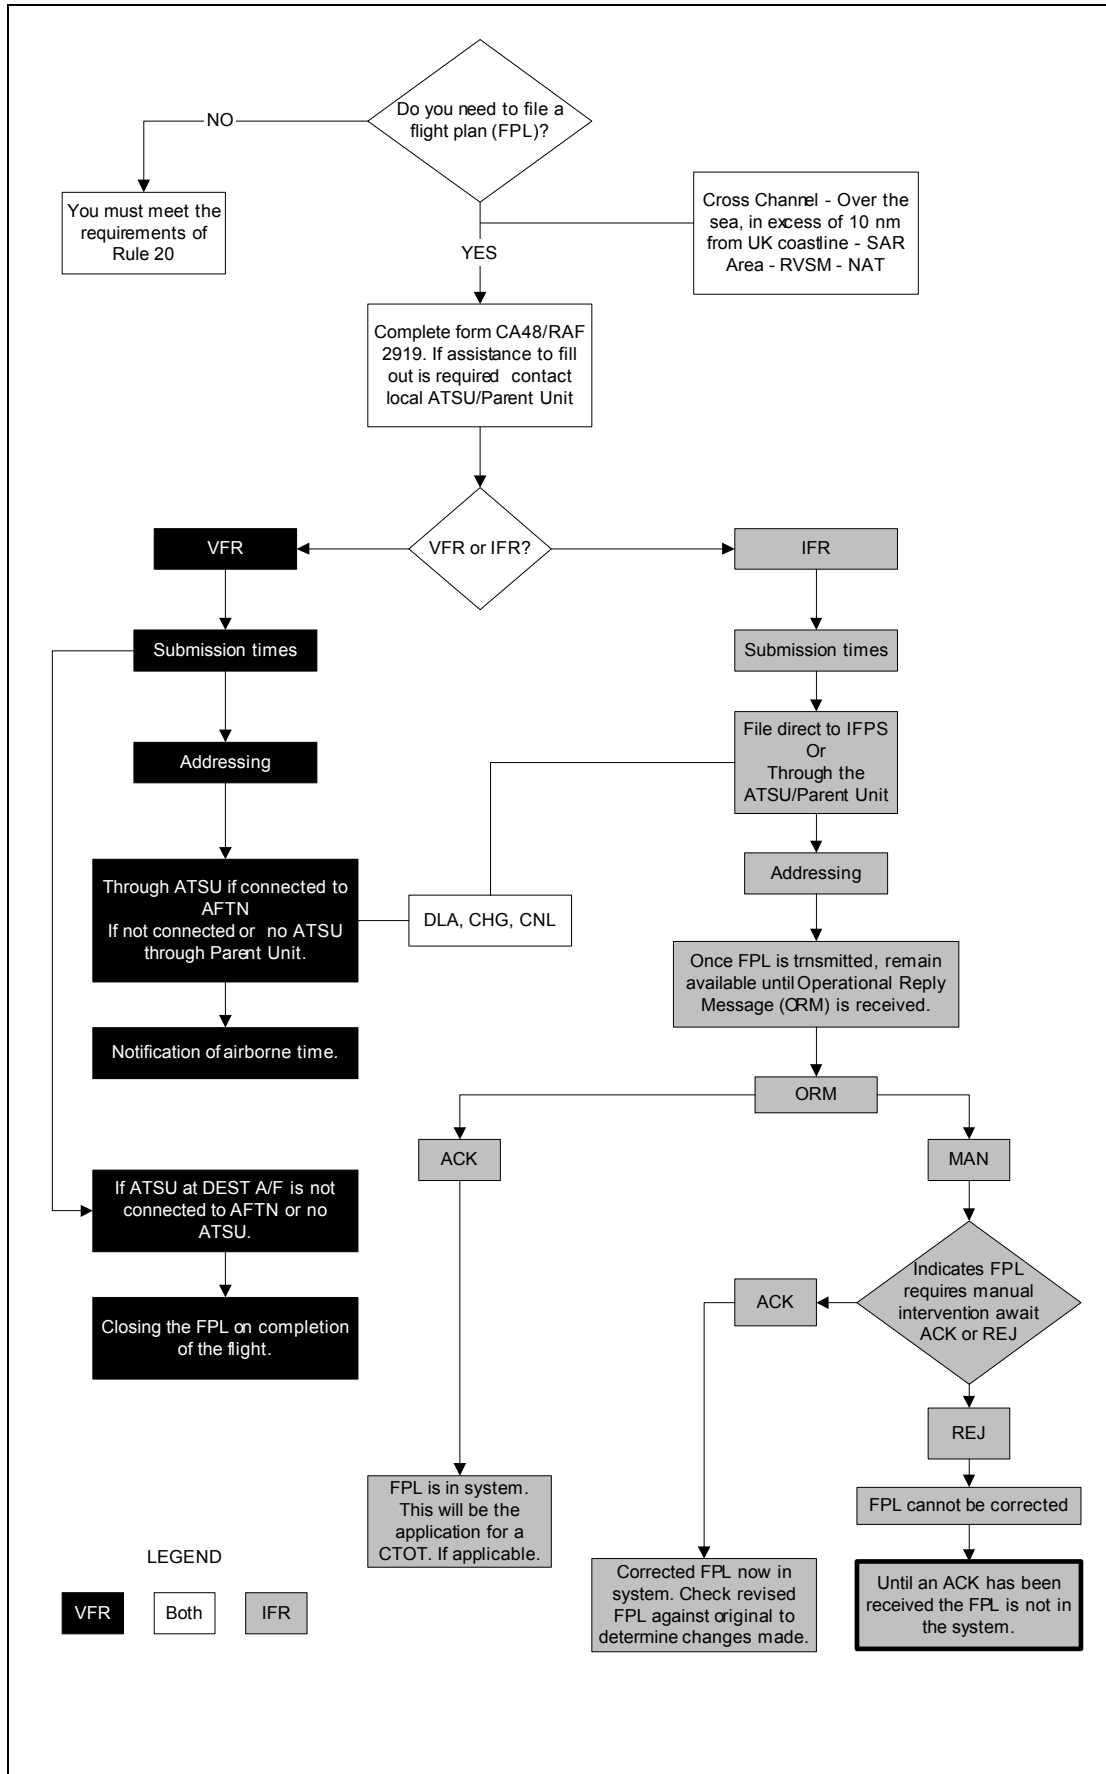 Do you need to file a
flight plan (FPL)?
NO
You must meet the
requirements of
Rule 20
Cross Channel - Over the
sea, in excess of 10 nm
from UK coastline - SAR
Area - RVSM - NAT
YES
Complete form CA48/RAF
2919. If assistance to fill
out is required contact
local ATSU/Parent Unit
VFR
VFR or IFR?
IFR
Submission times
Submission times
Addressing
File direct to IFPS
Or
Through the
ATSU/Parent Unit
Through ATSU if connected to
AFTN
If not connected or no ATSU
through Parent Unit.
DLA, CHG, CNL
Addressing
Once FPL is trnsmitted, remain
available until Operational Reply
Message (ORM) is received.
Notification of airborne time.
ORM
ACK
MAN
If ATSU at DEST A/F is not
connected to AFTN or no
ATSU.
Indicates FPL
requires manual
intervention await
ACK or REJ
ACK
Closing the FPL on completion
of the flight.
REJ
FPL is in system.
This will be the
application for a
CTOT. If applicable.
FPL cannot be corrected
Corrected FPL now in
system. Check revised
FPL against original to
determine changes made.
Until an ACK has been
received the FPL is not in
the system.
LEGEND
VFR
Both
IFR